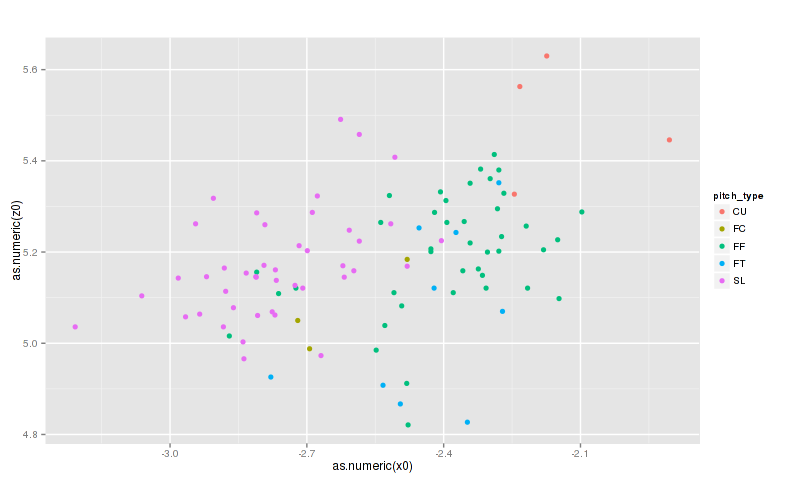 5.6
5.4
5.2
5.0
4.8
as.numeric(z0)
-3.0
-2.7
-2.4
-2.1
as.numeric(x0)
pitch_type
CU
FC
FF
FT
SL